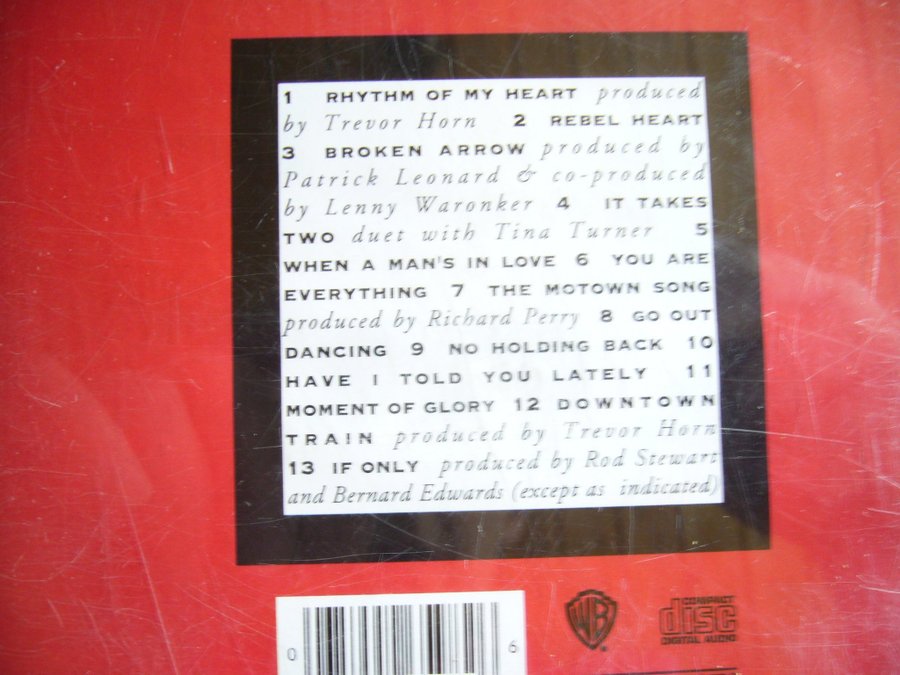 1 RHYTHM OF MY HEART produced
by Trevor Horn 2 REBEL HEART
3 BROKEN ARROW produced by
Patrick Leonard & co-produced
by Lenny Waronker 4 IT TAKES
TWO duet with Tina Turner 5
WHEN A MAN'S IN LOVE 6 YOU ARE
EVERYTHING 7 THE MOTOWN SONG
produced by Richard Perry 8 GO OUT
DANCING 9 NO HOLDING BACK 10
HAVE I TOLD YOU LATELY 11
MOMENT OF GLORY 12 DOWNTOWN
TRAIN produced by Trevor Horn
13 IF ONLY produced by Rod Stewart
and Bernard Edwards (except as indicated)
0 6
WB
COMPACT
disc
DIGITAL AUDIO